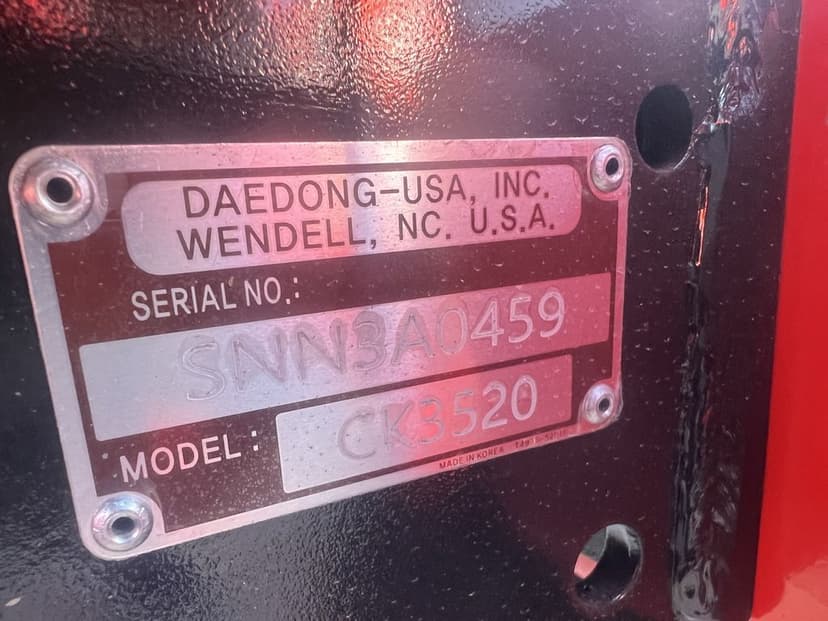 DAEDONG-USA, INC.
WENDELL, NC. U.S.A.
SERIAL NO.:
SNN3A0459
MODEL:
CK3520
MADE IN KOREA